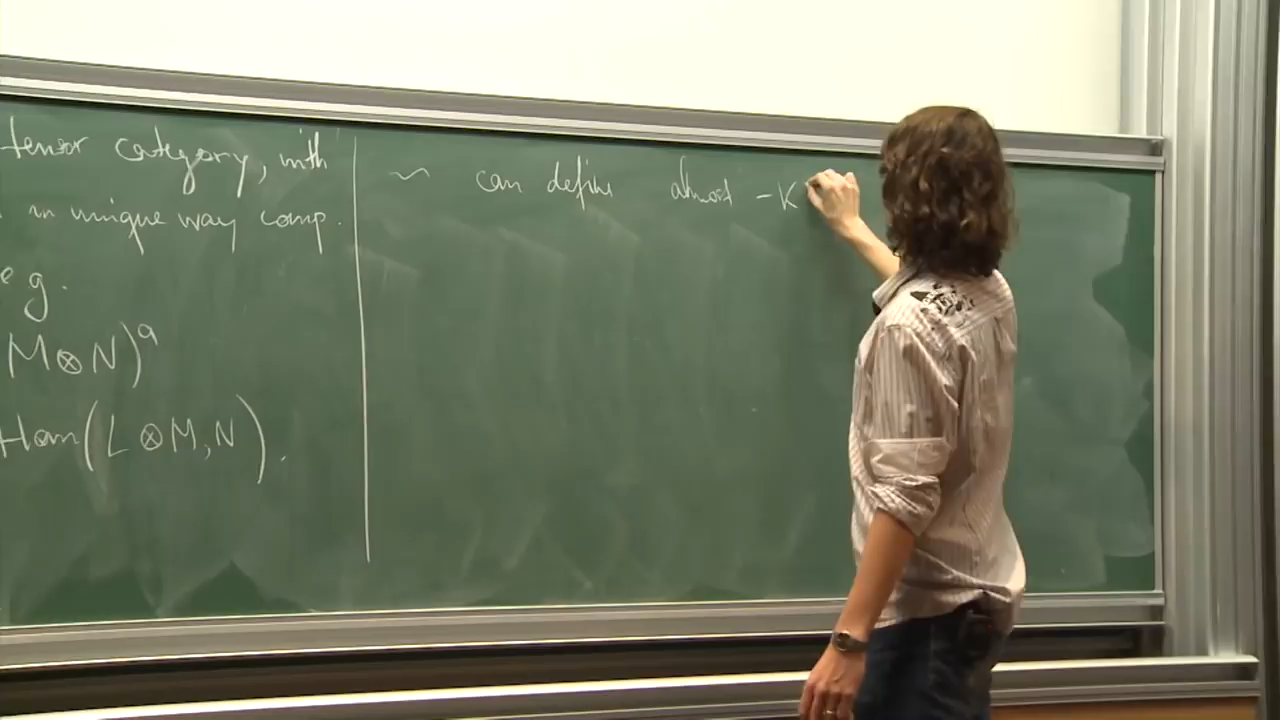 tensor category, with
in unique way comp.
e g.
M⊗N)ᵃ
Hom(L⊗M,N).
~ can define almost -K